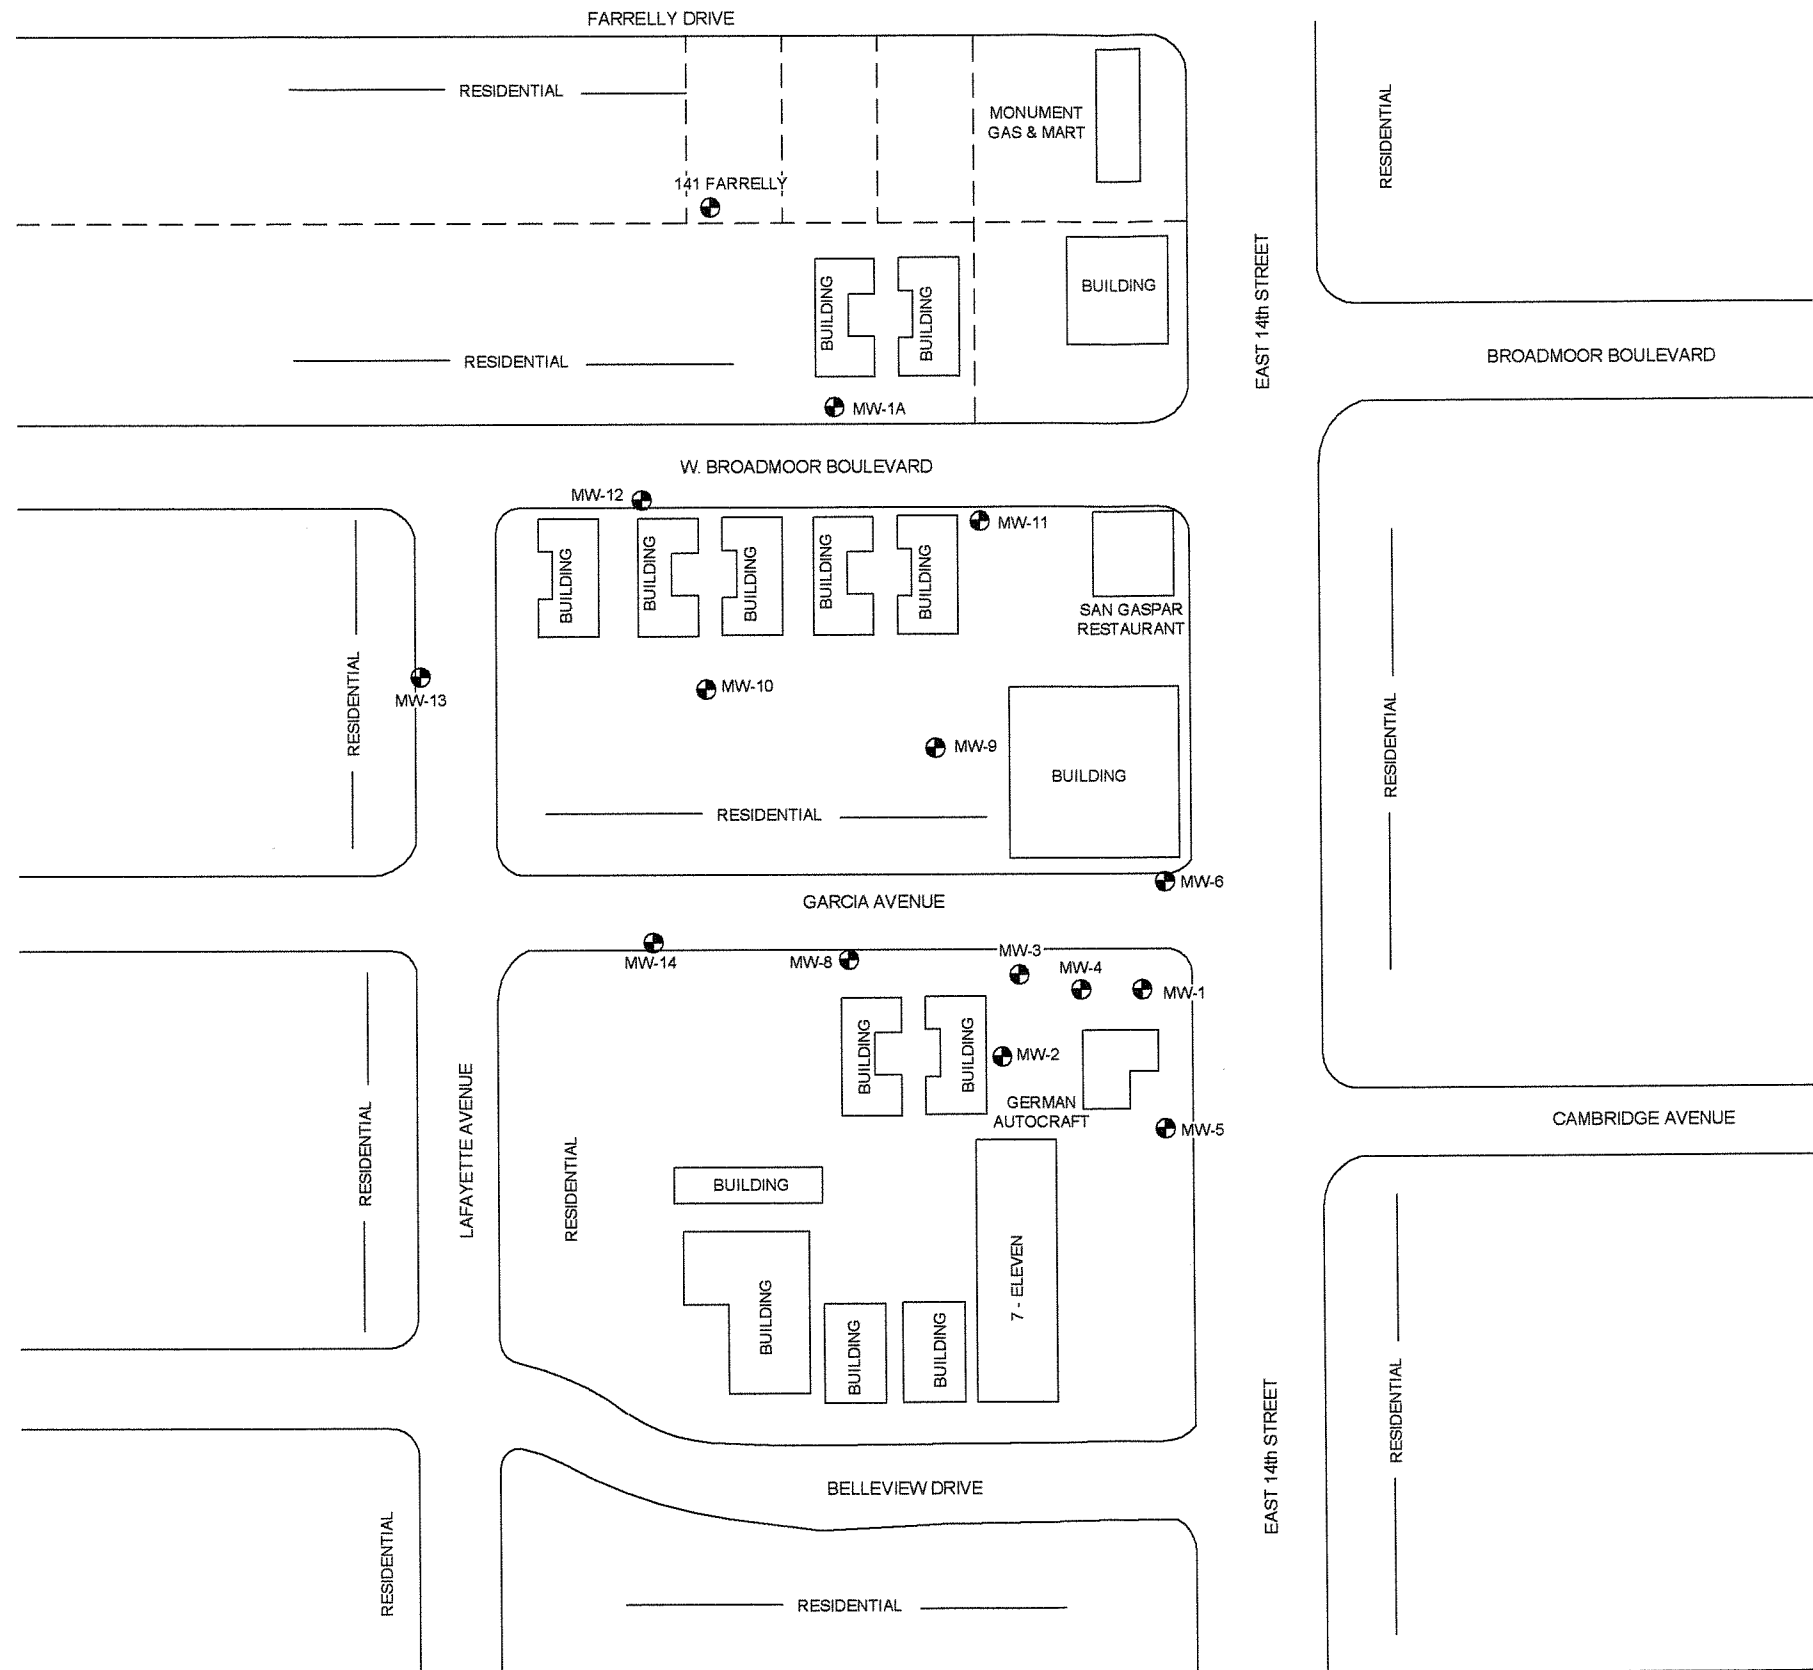 FARRELLY DRIVE
RESIDENTIAL
MONUMENT
GAS & MART
RESIDENTIAL
141 FARRELLY
BUILDING
BUILDING
BUILDING
EAST 14th STREET
RESIDENTIAL
BROADMOOR BOULEVARD
MW-1A
W. BROADMOOR BOULEVARD
MW-12
MW-11
BUILDING
BUILDING
BUILDING
BUILDING
BUILDING
SAN GASPAR
RESTAURANT
RESIDENTIAL
MW-13
MW-10
MW-9
BUILDING
RESIDENTIAL
RESIDENTIAL
MW-6
GARCIA AVENUE
MW-14
MW-8
MW-3
MW-4
MW-1
BUILDING
BUILDING
MW-2
GERMAN
AUTOCRAFT
MW-5
CAMBRIDGE AVENUE
RESIDENTIAL
LAFAYETTE AVENUE
RESIDENTIAL
BUILDING
BUILDING
BUILDING
BUILDING
7 - ELEVEN
EAST 14th STREET
RESIDENTIAL
BELLEVIEW DRIVE
RESIDENTIAL
RESIDENTIAL